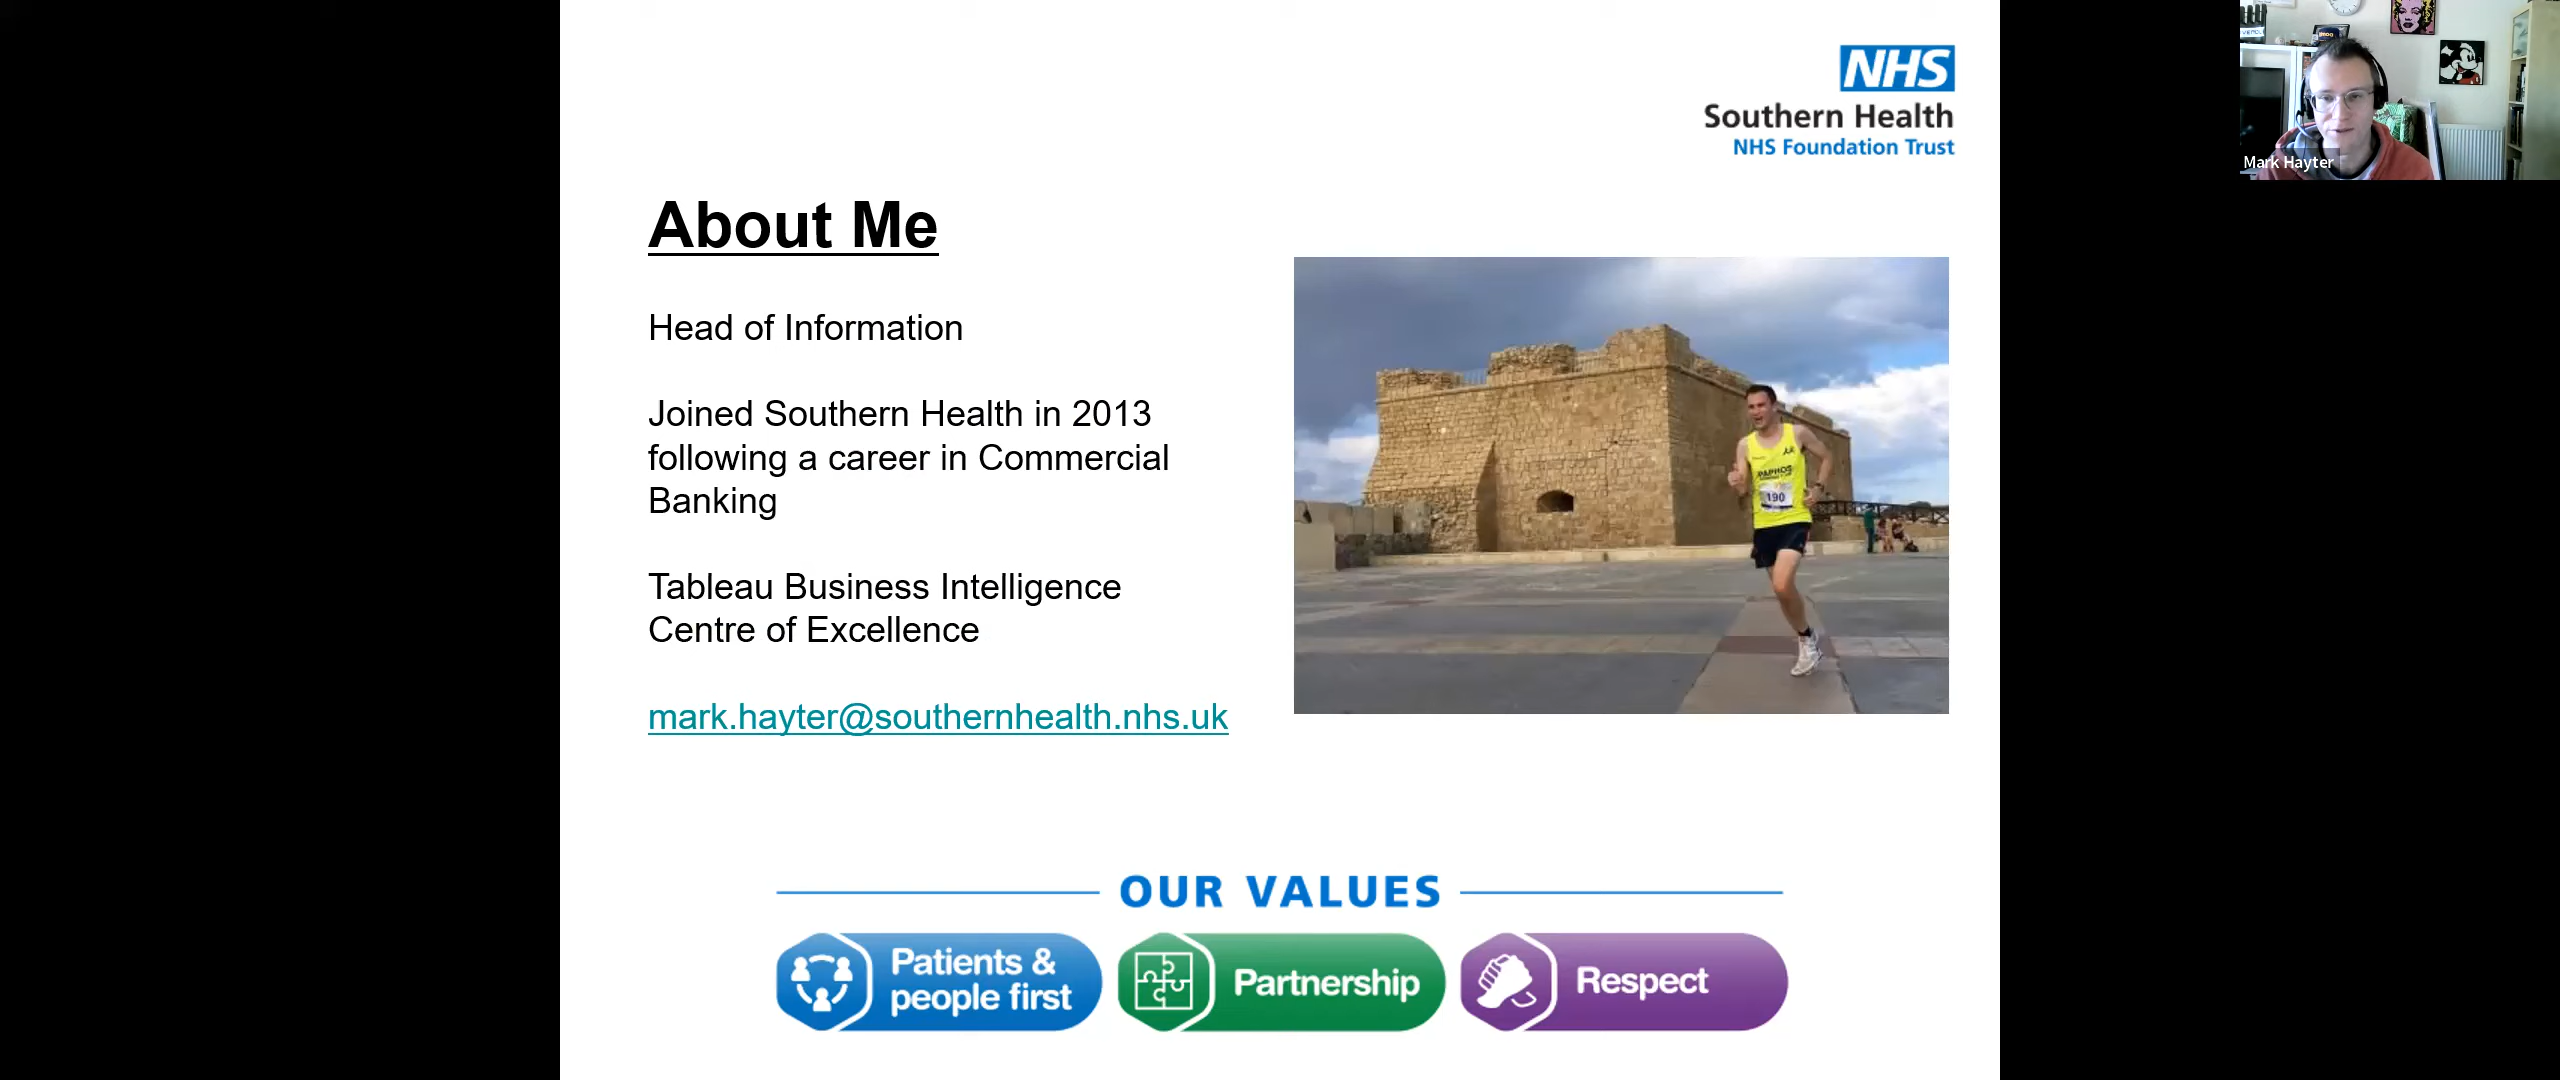 NHS
Southern Health
NHS Foundation Trust
Mark Hayter
About Me
Head of Information
Joined Southern Health in 2013
following a career in Commercial
Banking
Tableau Business Intelligence
Centre of Excellence
mark.hayter@southernhealth.nhs.uk
PAPHOS
190
OUR VALUES
Patients &
people first
Partnership
Respect